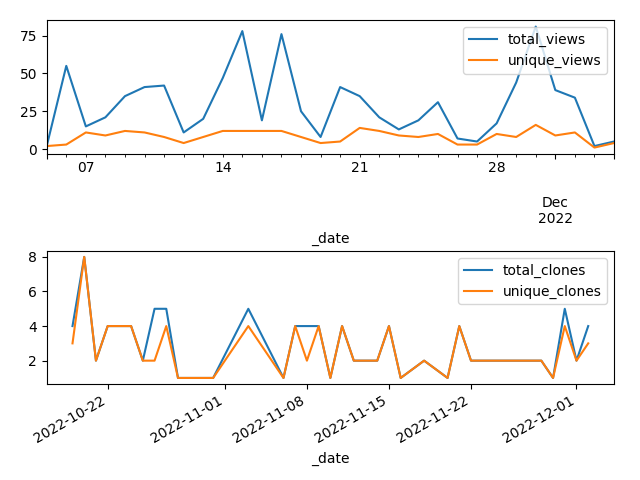 75
50
25
0
total_views
unique_views
07
14
21
28
Dec
2022
_date
8
6
4
2
total_clones
unique_clones
2022-10-22
2022-11-01
2022-11-08
2022-11-15
2022-11-22
2022-12-01
_date